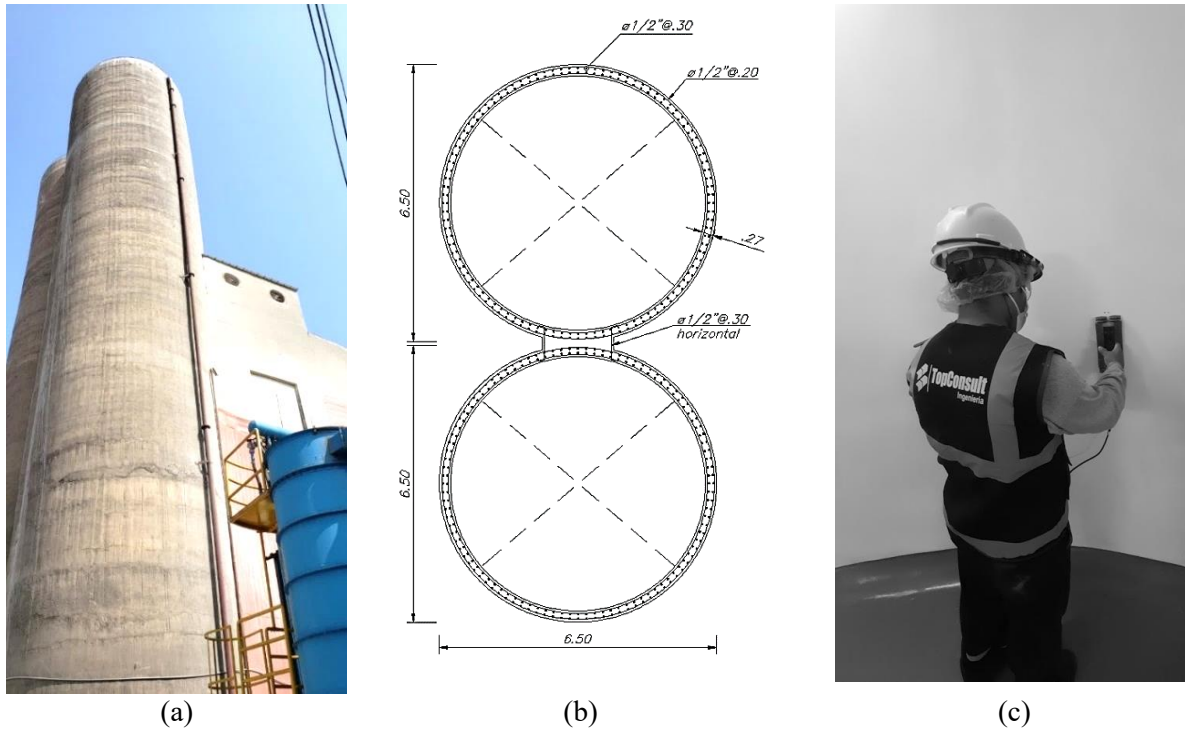 ø1/2"@.30
ø1/2"@.20
6.50
.27
ø1/2"@.30
horizontal
6.50
6.50
TopConsult
Ingeniería
(a)
(b)
(c)